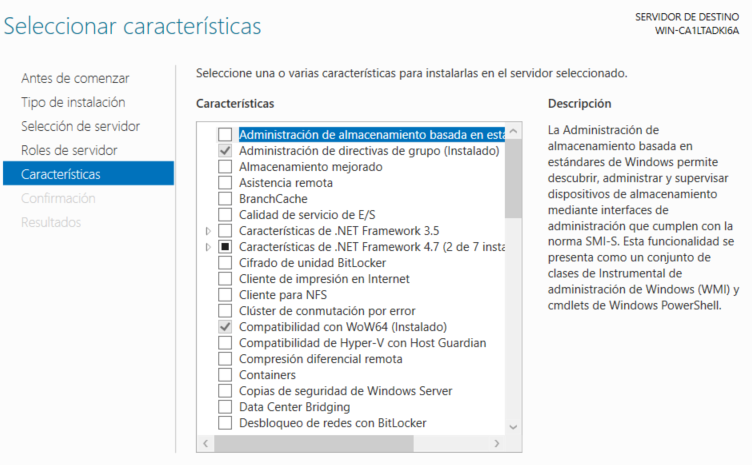 Seleccionar características
SERVIDOR DE DESTINO
WIN-CA1LTADKI6A
Antes de comenzar
Tipo de instalación
Selección de servidor
Roles de servidor
Características
Confirmación
Resultados
Seleccione una o varias características para instalarlas en el servidor seleccionado.
Características
Administración de almacenamiento basada en está
Administración de directivas de grupo (Instalado)
Almacenamiento mejorado
Asistencia remota
BranchCache
Calidad de servicio de E/S
Características de .NET Framework 3.5
Características de .NET Framework 4.7 (2 de 7 insta
Cifrado de unidad BitLocker
Cliente de impresión en Internet
Cliente para NFS
Clúster de conmutación por error
Compatibilidad con WoW64 (Instalado)
Compatibilidad de Hyper-V con Host Guardian
Compresión diferencial remota
Containers
Copias de seguridad de Windows Server
Data Center Bridging
Desbloqueo de redes con BitLocker
Descripción
La Administración de
almacenamiento basada en
estándares de Windows permite
descubrir, administrar y supervisar
dispositivos de almacenamiento
mediante interfaces de
administración que cumplen con la
norma SMI-S. Esta funcionalidad se
presenta como un conjunto de
clases de Instrumental de
administración de Windows (WMI) y
cmdlets de Windows PowerShell.